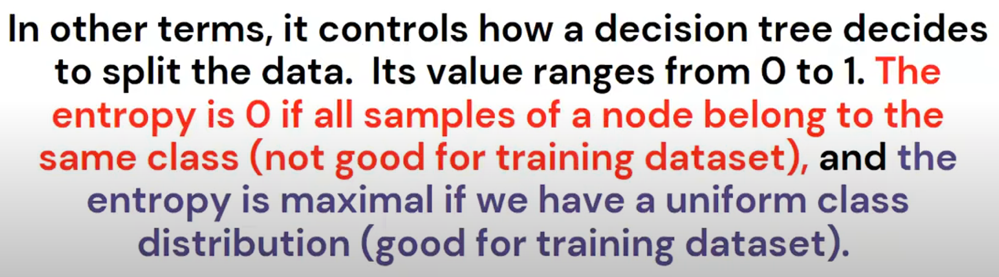 In other terms, it controls how a decision tree decides
to split the data.  Its value ranges from 0 to 1. The
entropy is 0 if all samples of a node belong to the
same class (not good for training dataset), and the
entropy is maximal if we have a uniform class
distribution (good for training dataset).